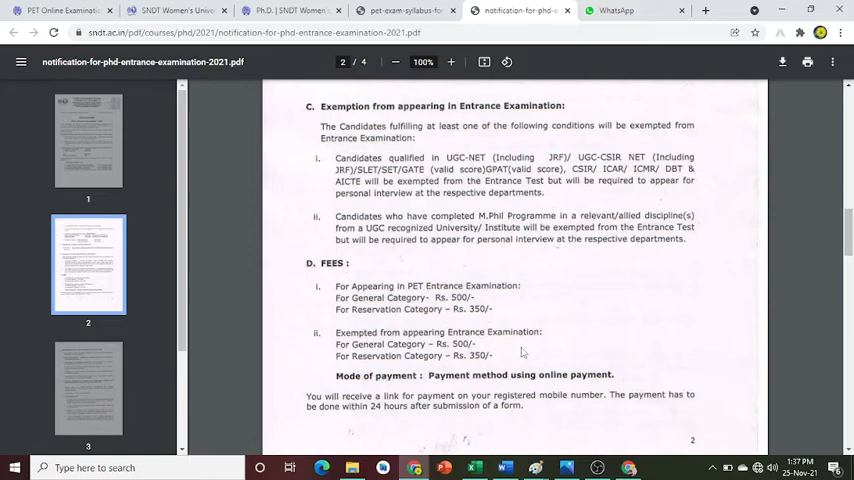 PET Online Examination
SNDT Women's Unive
Ph.D. | SNDT Women's
pet-exam-syllabus-for
notification-for-phd-e
WhatsApp
sndt.ac.in/pdf/courses/phd/2021/notification-for-phd-entrance-examination-2021.pdf
notification-for-phd-entrance-examination-2021.pdf
2 / 4
100%
C. Exemption from appearing in Entrance Examination:
The Candidates fulfilling at least one of the following conditions will be exempted from
Entrance Examination:
i. Candidates qualified in UGC-NET (Including JRF)/ UGC-CSIR NET (Including
JRF)/SLET/SET/GATE (valid score)GPAT(valid score), CSIR/ ICAR/ ICMR/ DBT &
AICTE will be exempted from the Entrance Test but will be required to appear for
personal interview at the respective departments.
ii. Candidates who have completed M.Phil Programme in a relevant/allied discipline(s)
from a UGC recognized University/ Institute will be exempted from the Entrance Test
but will be required to appear for personal interview at the respective departments.
D. FEES :
i. For Appearing in PET Entrance Examination:
For General Category- Rs. 500/-
For Reservation Category – Rs. 350/-
ii. Exempted from appearing Entrance Examination:
For General Category – Rs. 500/-
For Reservation Category – Rs. 350/-
Mode of payment : Payment method using online payment.
You will receive a link for payment on your registered mobile number. The payment has to
be done within 24 hours after submission of a form.
2
1
2
3
Type here to search
1:37 PM
25-Nov-21
6